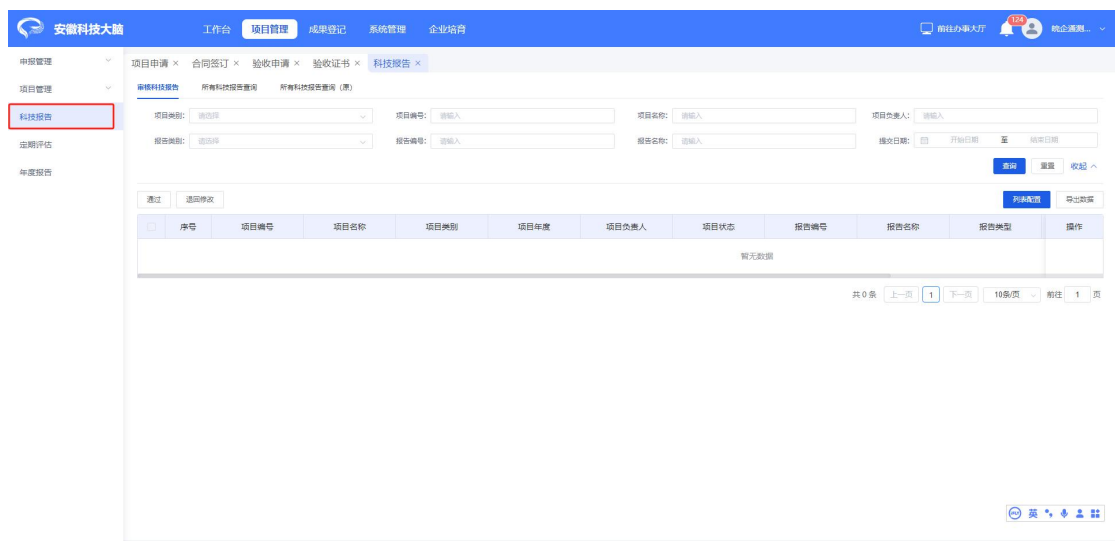 安徽科技大脑 工作台 项目管理 成果登记 系统管理 企业培育 前往办事大厅 124 皖企通测...
申报管理 项目申请 × 合同签订 × 验收申请 × 验收证书 × 科技报告 ×
项目管理 审核科技报告 所有科技报告查询 所有科技报告查询（原）
科技报告 项目类别: 请选择 项目编号: 请输入 项目名称: 请输入 项目负责人: 请输入
定期评估 报告类别: 请选择 报告编号: 请输入 报告名称: 请输入 提交日期: 开始日期 至 结束日期
年度报告 查询 重置 收起
通过 退回修改 列表配置 导出数据
序号 项目编号 项目名称 项目类别 项目年度 项目负责人 项目状态 报告编号 报告名称 报告类型 操作
暂无数据
共 0 条 上一页 1 下一页 10条/页 前往 1 页
英